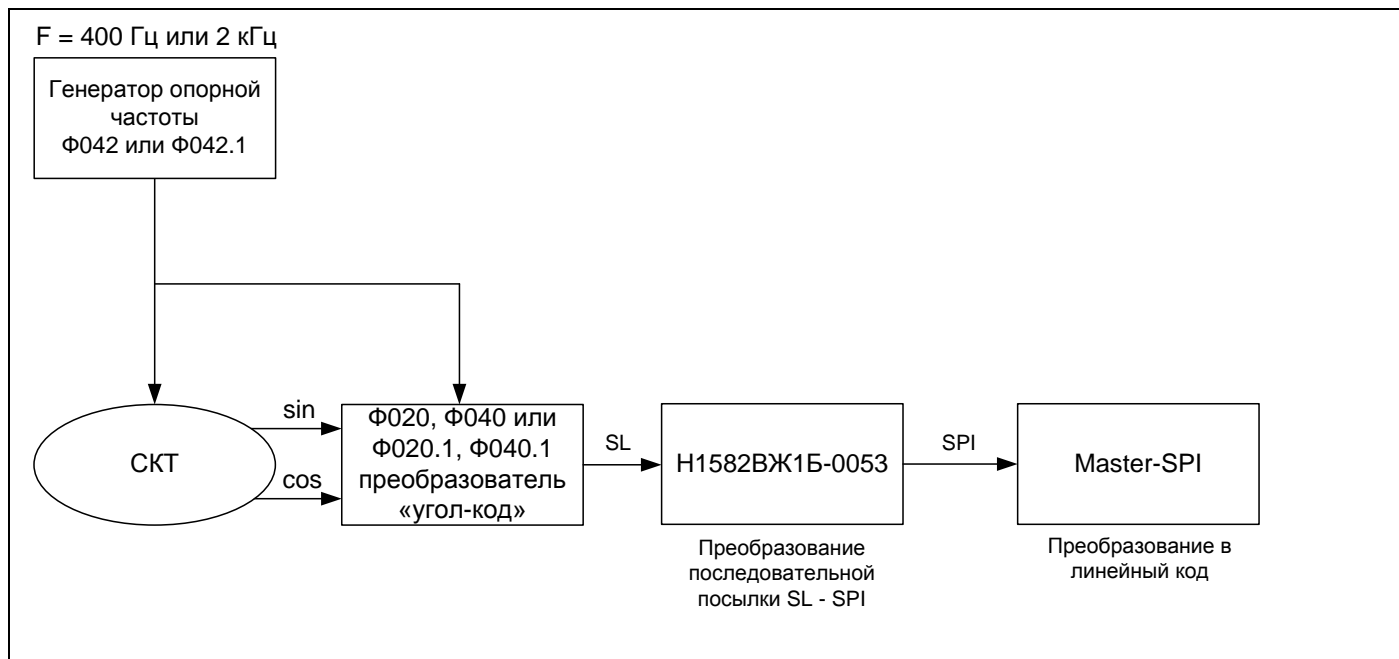 F = 400 Гц или 2 кГц
Генератор опорной
частоты
Ф042 или Ф042.1
СКТ
sin
cos
Ф020, Ф040 или
Ф020.1, Ф040.1
преобразователь
«угол-код»
SL
Н1582ВЖ1Б-0053
Преобразование
последовательной
посылки SL - SPI
SPI
Master-SPI
Преобразование в
линейный код